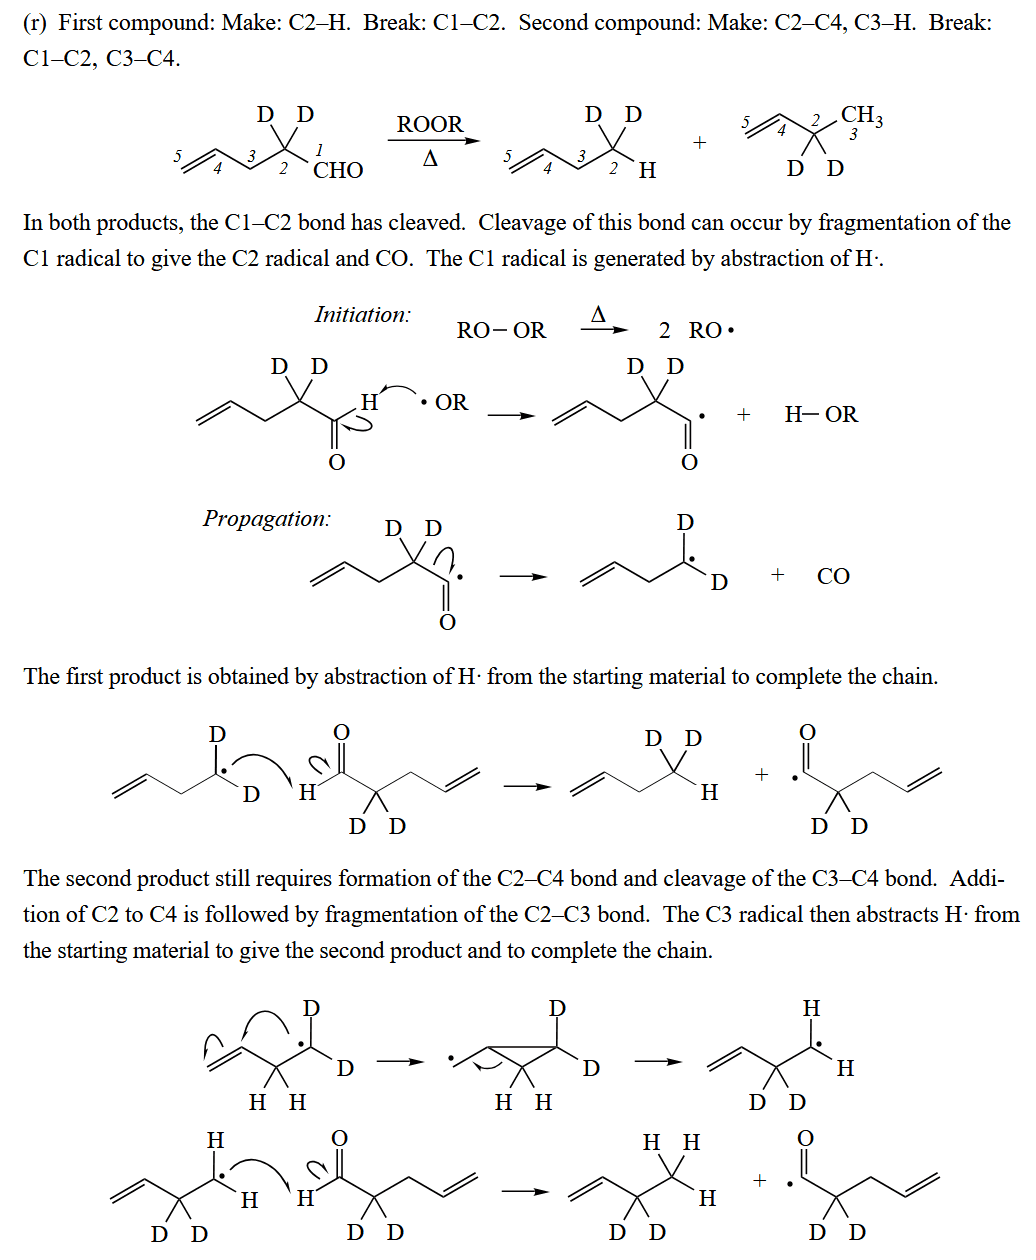 (r) First compound: Make: C2–H. Break: C1–C2. Second compound: Make: C2–C4, C3–H. Break:
C1–C2, C3–C4.
D D ROOR D D 5 4 2 CH3 3
5 4 3 2 1 CHO Δ 5 4 3 2 H + D D
In both products, the C1–C2 bond has cleaved. Cleavage of this bond can occur by fragmentation of the
C1 radical to give the C2 radical and CO. The C1 radical is generated by abstraction of H·.
Initiation: RO–OR Δ 2 RO•
D D H • OR D D • + H–OR
O O
Propagation: D D D
• • D + CO
O
The first product is obtained by abstraction of H· from the starting material to complete the chain.
D O D D O
• D H H + •
D D D D
The second product still requires formation of the C2–C4 bond and cleavage of the C3–C4 bond. Addi-
tion of C2 to C4 is followed by fragmentation of the C2–C3 bond. The C3 radical then abstracts H· from
the starting material to give the second product and to complete the chain.
D D H
• D • D • H
H H H H D D
H O H H O
• H H H + •
D D D D D D D D